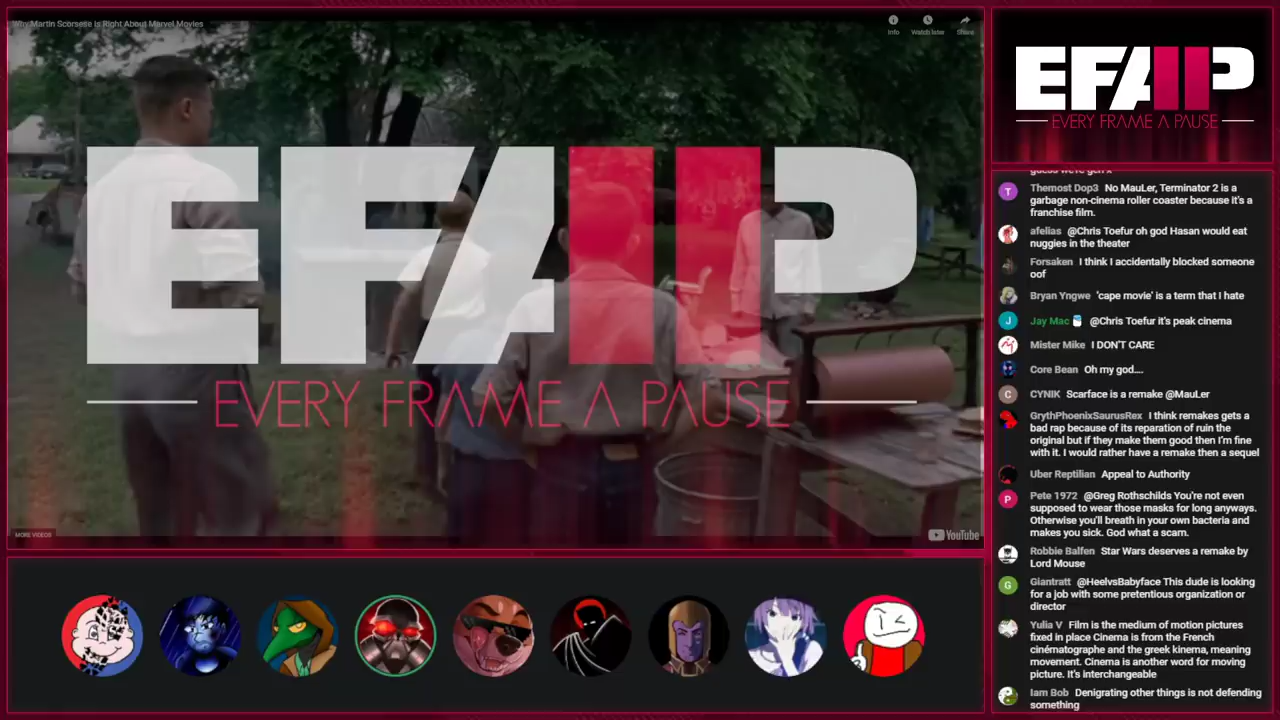 Why Martin Scorsese Is Right About Marvel Movies
Info
Watch later
Share
EFAP
EVERY FRAME A PAUSE
MORE VIDEOS
YouTube
EFAP
EVERY FRAME A PAUSE
Themost Dop3 No MauLer, Terminator 2 is a
garbage non-cinema roller coaster because it's a
franchise film.
afelias @Chris Toefur oh god Hasan would eat
nuggies in the theater
Forsaken I think I accidentally blocked someone
oof
Bryan Yngwe 'cape movie' is a term that I hate
Jay Mac @Chris Toefur it's peak cinema
Mister Mike I DON'T CARE
Core Bean Oh my god....
CYNIK Scarface is a remake @MauLer
GrythPhoenixSaurusRex I think remakes gets a
bad rap because of its reparation of ruin the
original but if they make them good then I'm fine
with it. I would rather have a remake then a sequel
Uber Reptilian Appeal to Authority
Pete 1972 @Greg Rothschilds You're not even
supposed to wear those masks for long anyways.
Otherwise you'll breath in your own bacteria and
makes you sick. God what a scam.
Robbie Balfen Star Wars deserves a remake by
Lord Mouse
Giantratt @HeelvsBabyface This dude is looking
for a job with some pretentious organization or
director
Yulia V Film is the medium of motion pictures
fixed in place Cinema is from the French
cinématographe and the greek kinema, meaning
movement. Cinema is another word for moving
picture. It's interchangeable
Iam Bob Denigrating other things is not defending
something